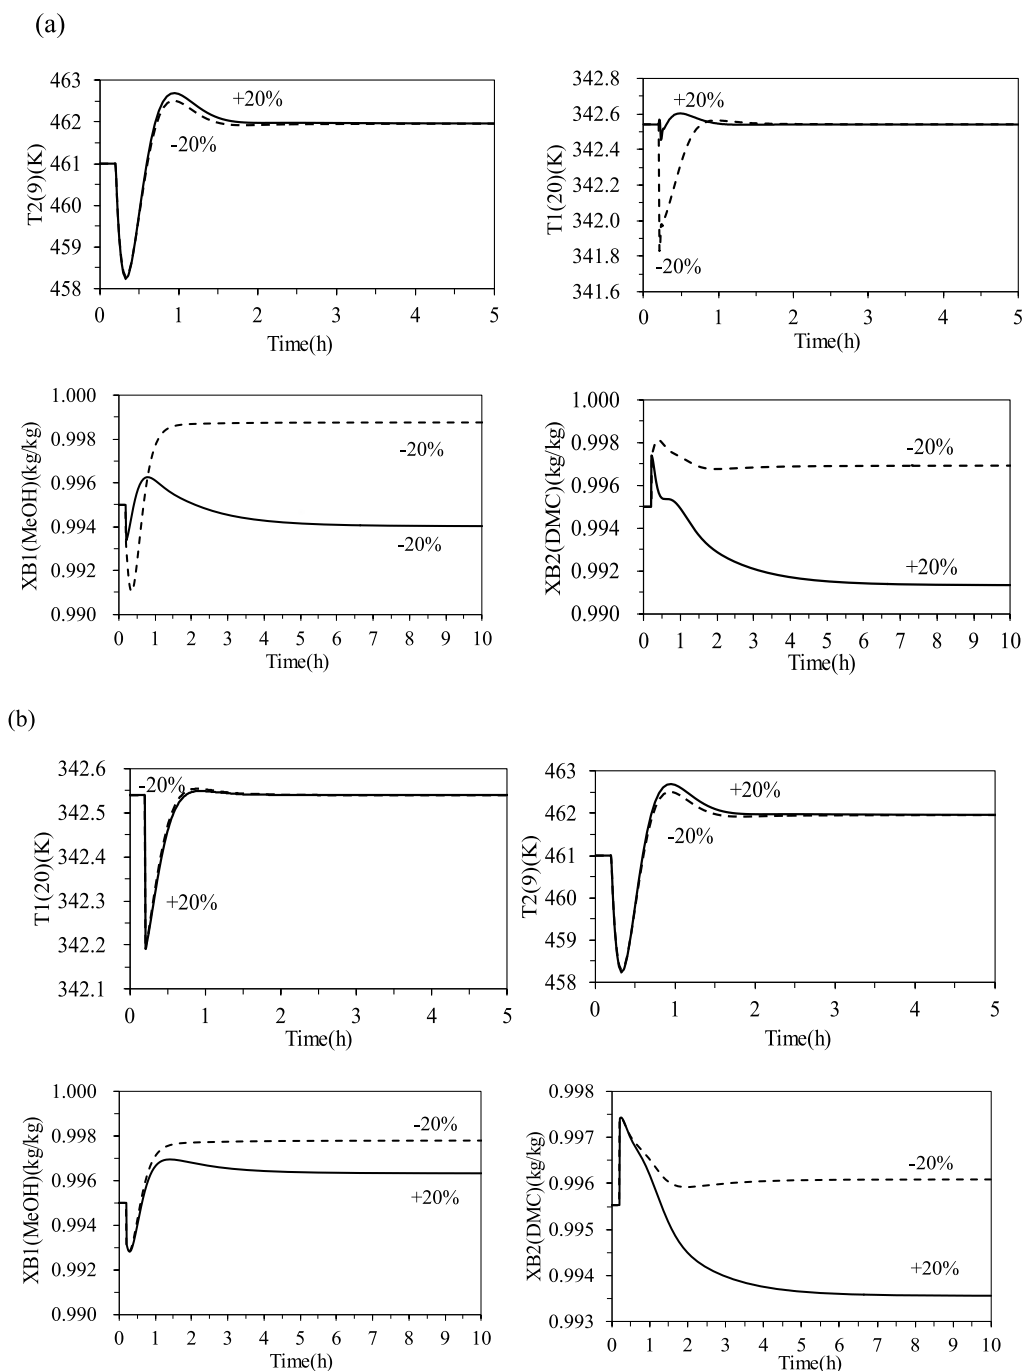 (a)
T2(9)(K)
463
462
461
460
459
458
+20%
-20%
0 1 2 3 4 5
Time(h)
T1(20)(K)
342.8
342.6
342.4
342.2
342.0
341.8
341.6
+20%
-20%
0 1 2 3 4 5
Time(h)
XB1(MeOH)(kg/kg)
1.000
0.998
0.996
0.994
0.992
0.990
-20%
-20%
0 1 2 3 4 5 6 7 8 9 10
Time(h)
XB2(DMC)(kg/kg)
1.000
0.998
0.996
0.994
0.992
0.990
-20%
+20%
0 1 2 3 4 5 6 7 8 9 10
Time(h)
(b)
T1(20)(K)
342.6
342.5
342.4
342.3
342.2
342.1
-20%
+20%
0 1 2 3 4 5
Time(h)
T2(9)(K)
463
462
461
460
459
458
+20%
-20%
0 1 2 3 4 5
Time(h)
XB1(MeOH)(kg/kg)
1.000
0.998
0.996
0.994
0.992
0.990
-20%
+20%
0 1 2 3 4 5 6 7 8 9 10
Time(h)
XB2(DMC)(kg/kg)
0.998
0.997
0.996
0.995
0.994
0.993
-20%
+20%
0 1 2 3 4 5 6 7 8 9 10
Time(h)